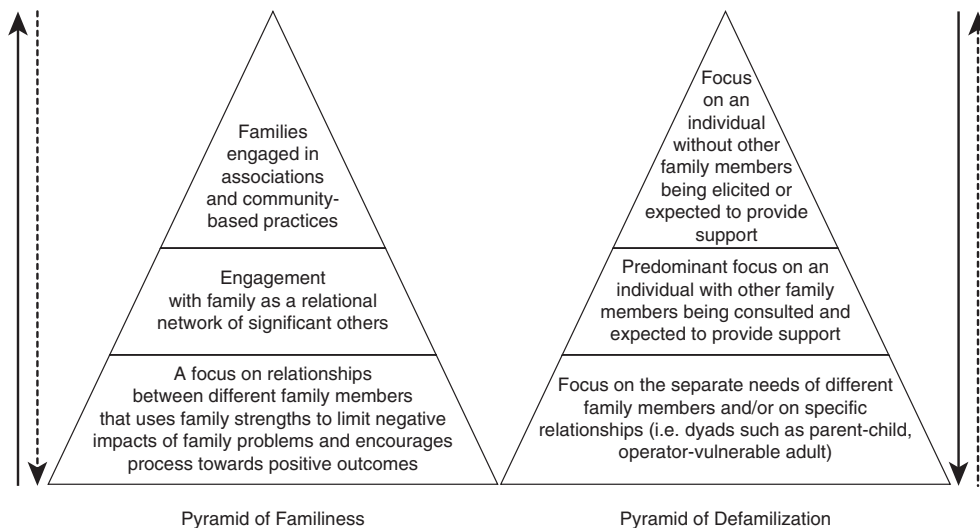 Families
engaged in
associations
and community-
based practices
Engagement
with family as a relational
network of significant others
A focus on relationships
between different family members
that uses family strengths to limit negative
impacts of family problems and encourages
process towards positive outcomes
Pyramid of Familiness
Focus
on an
individual
without other
family members
being elicited or
expected to provide
support
Predominant focus on an
individual with other family
members being consulted and
expected to provide support
Focus on the separate needs of different
family members and/or on specific
relationships (i.e. dyads such as parent-child,
operator-vulnerable adult)
Pyramid of Defamilization